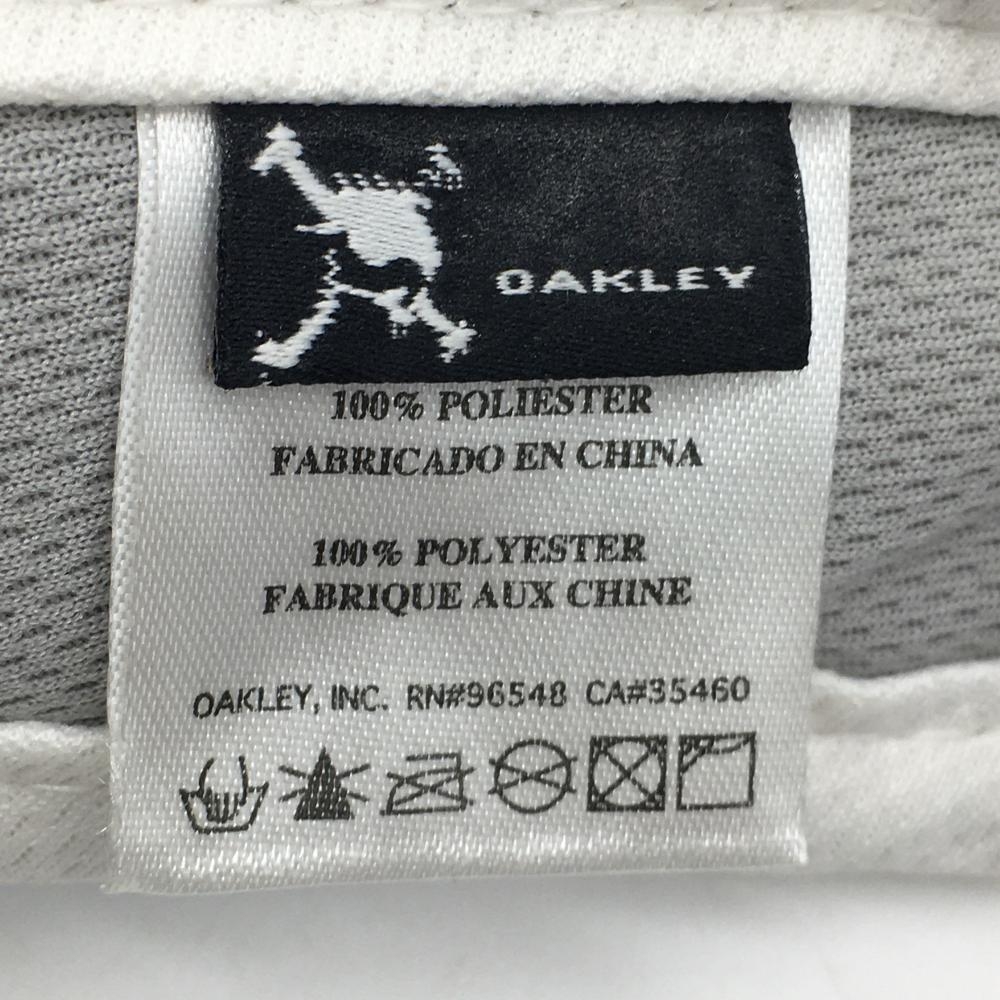 OAKLEY
100% POLIESTER
FABRICADO EN CHINA
100% POLYESTER
FABRIQUE AUX CHINE
OAKLEY, INC. RN#96548 CA#35460